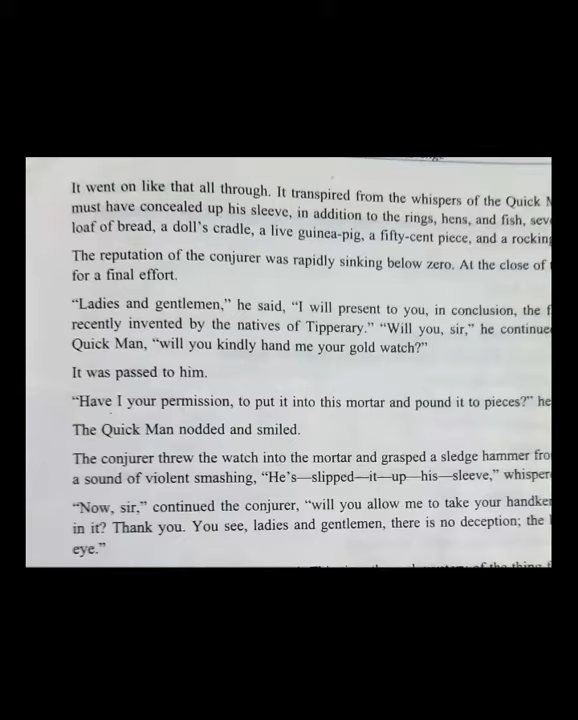 It went on like that all through. It transpired from the whispers of the Quick
must have concealed up his sleeve, in addition to the rings, hens, and fish,
loaf of bread, a doll's cradle, a live guinea-pig, a fifty-cent piece, and a
The reputation of the conjurer was rapidly sinking below zero. At the close of
for a final effort.
“Ladies and gentlemen,” he said, “I will present to you, in conclusion, the
recently invented by the natives of Tipperary.” “Will you, sir,” he
Quick Man, “will you kindly hand me your gold watch?”
It was passed to him.
“Have I your permission, to put it into this mortar and pound it to pieces?” he
The Quick Man nodded and smiled.
The conjurer threw the watch into the mortar and grasped a sledge hammer
a sound of violent smashing, “He's—slipped—it—up—his—sleeve,”
“Now, sir,” continued the conjurer, “will you allow me to take your
in it? Thank you. You see, ladies and gentlemen, there is no deception; the
eye.”
of the thing